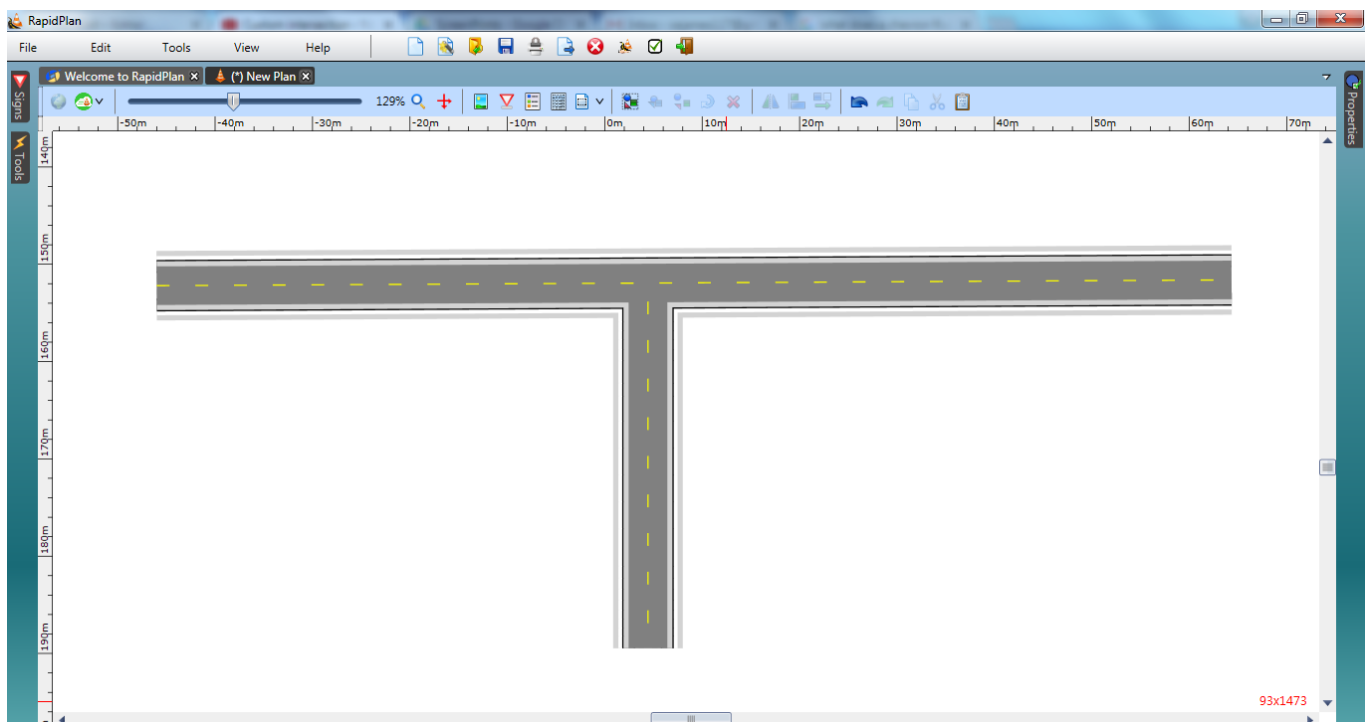 RapidPlan
File Edit Tools View Help
Welcome to RapidPlan (*) New Plan
129%
-50m -40m -30m -20m -10m 0m 10m 20m 30m 40m 50m 60m 70m
Signs
Tools
Properties
140m
150m
160m
170m
180m
190m
93x1473